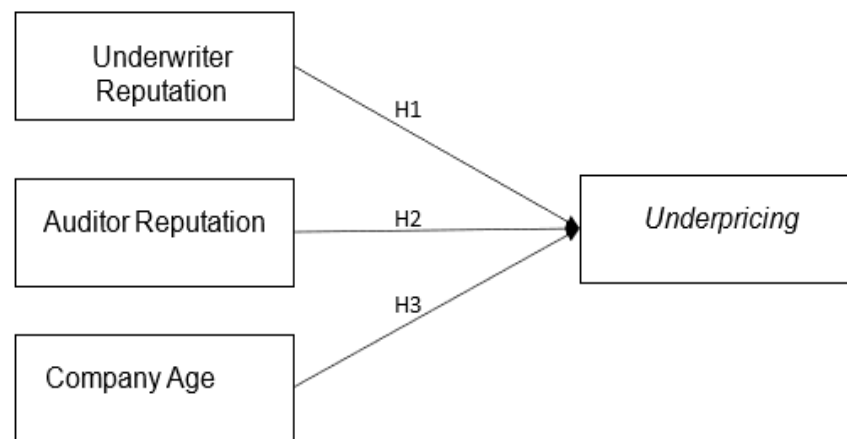 Underwriter
Reputation
H1
Auditor Reputation
H2
Underpricing
H3
Company Age